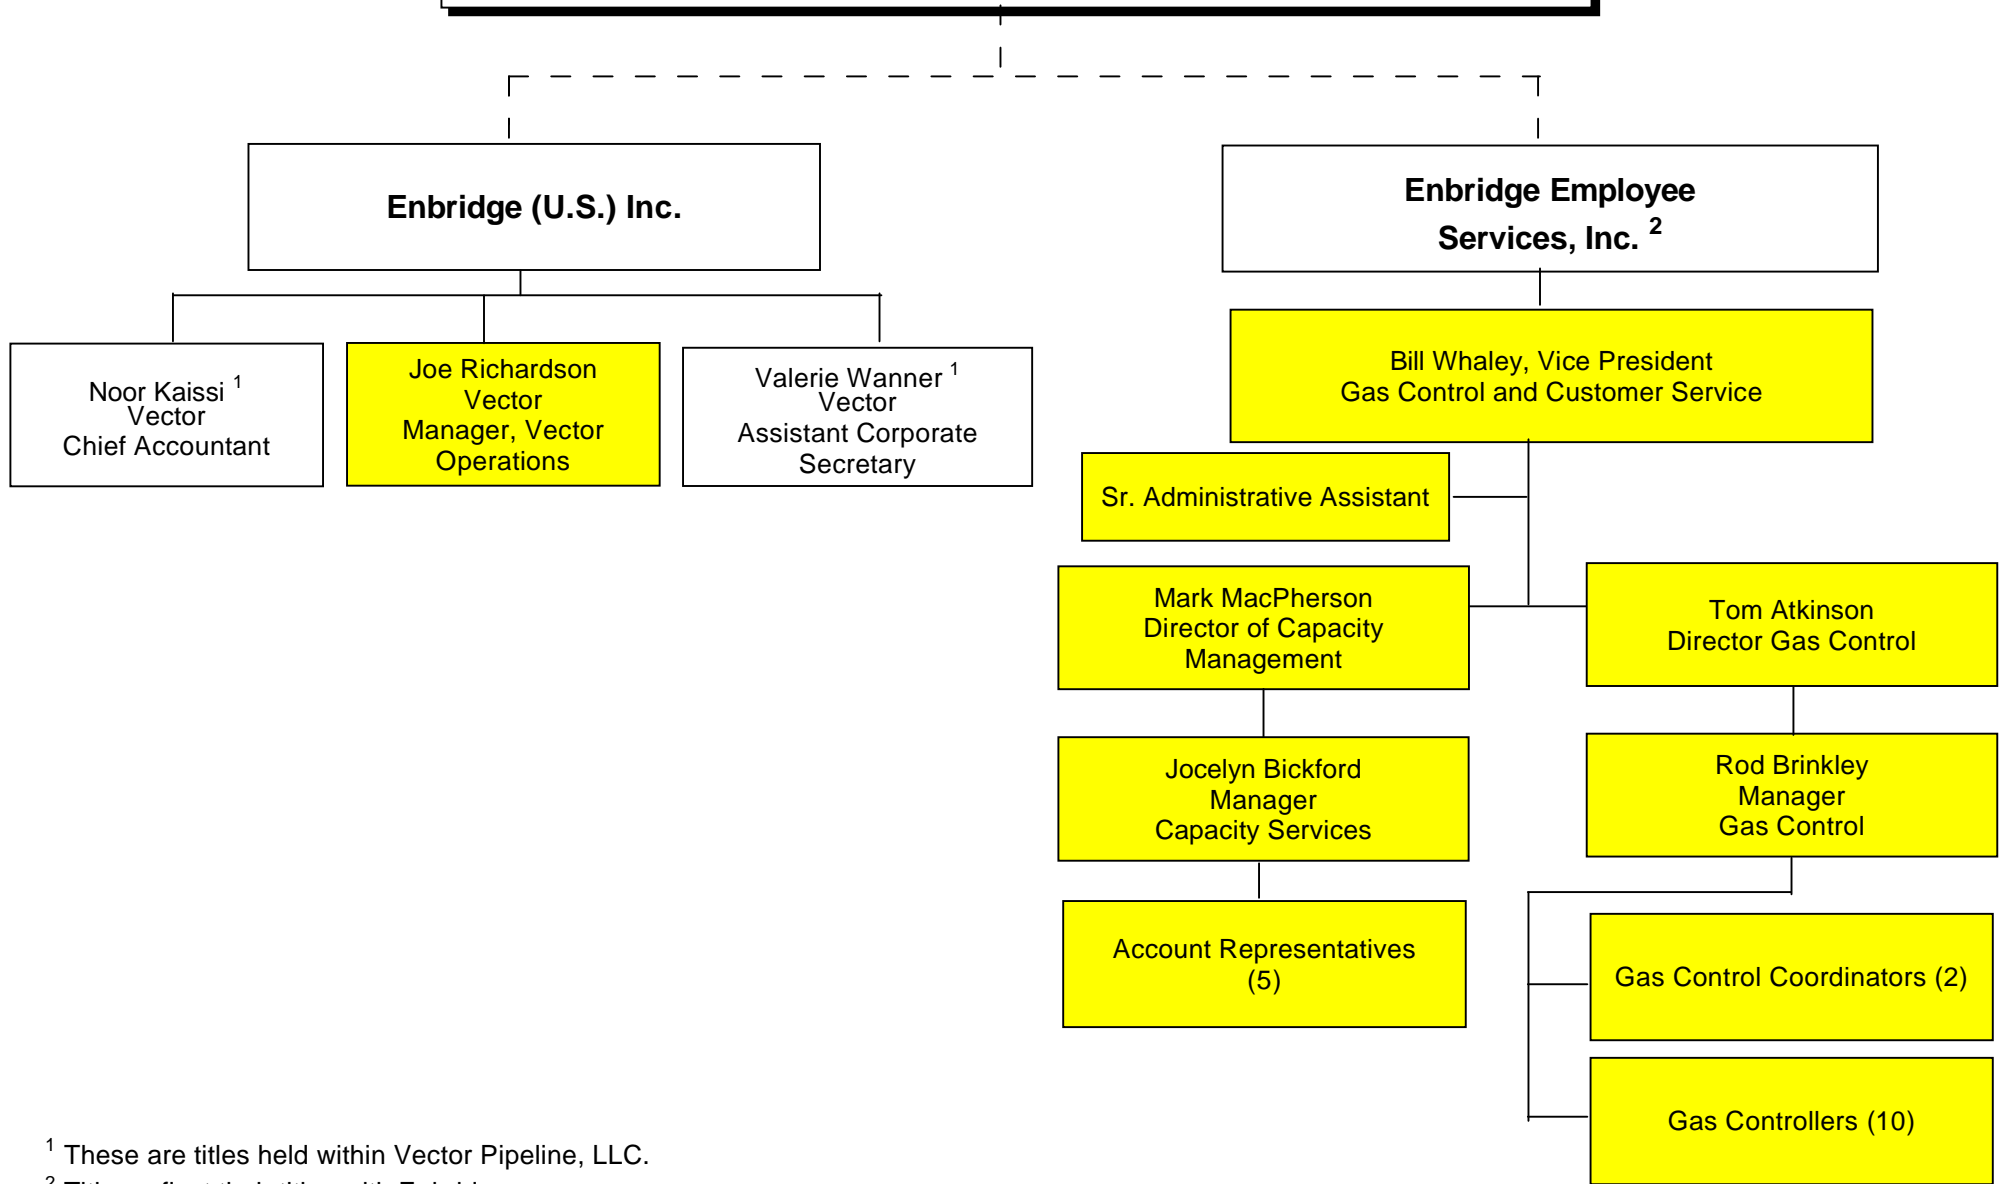 Enbridge (U.S.) Inc.
Enbridge Employee
Services, Inc. 2
Noor Kaissi 1
Vector
Chief Accountant
Joe Richardson
Vector
Manager, Vector
Operations
Valerie Wanner 1
Vector
Assistant Corporate
Secretary
Bill Whaley, Vice President
Gas Control and Customer Service
Sr. Administrative Assistant
Mark MacPherson
Director of Capacity
Management
Tom Atkinson
Director Gas Control
Jocelyn Bickford
Manager
Capacity Services
Rod Brinkley
Manager
Gas Control
Account Representatives
(5)
Gas Control Coordinators (2)
Gas Controllers (10)
1 These are titles held within Vector Pipeline, LLC.